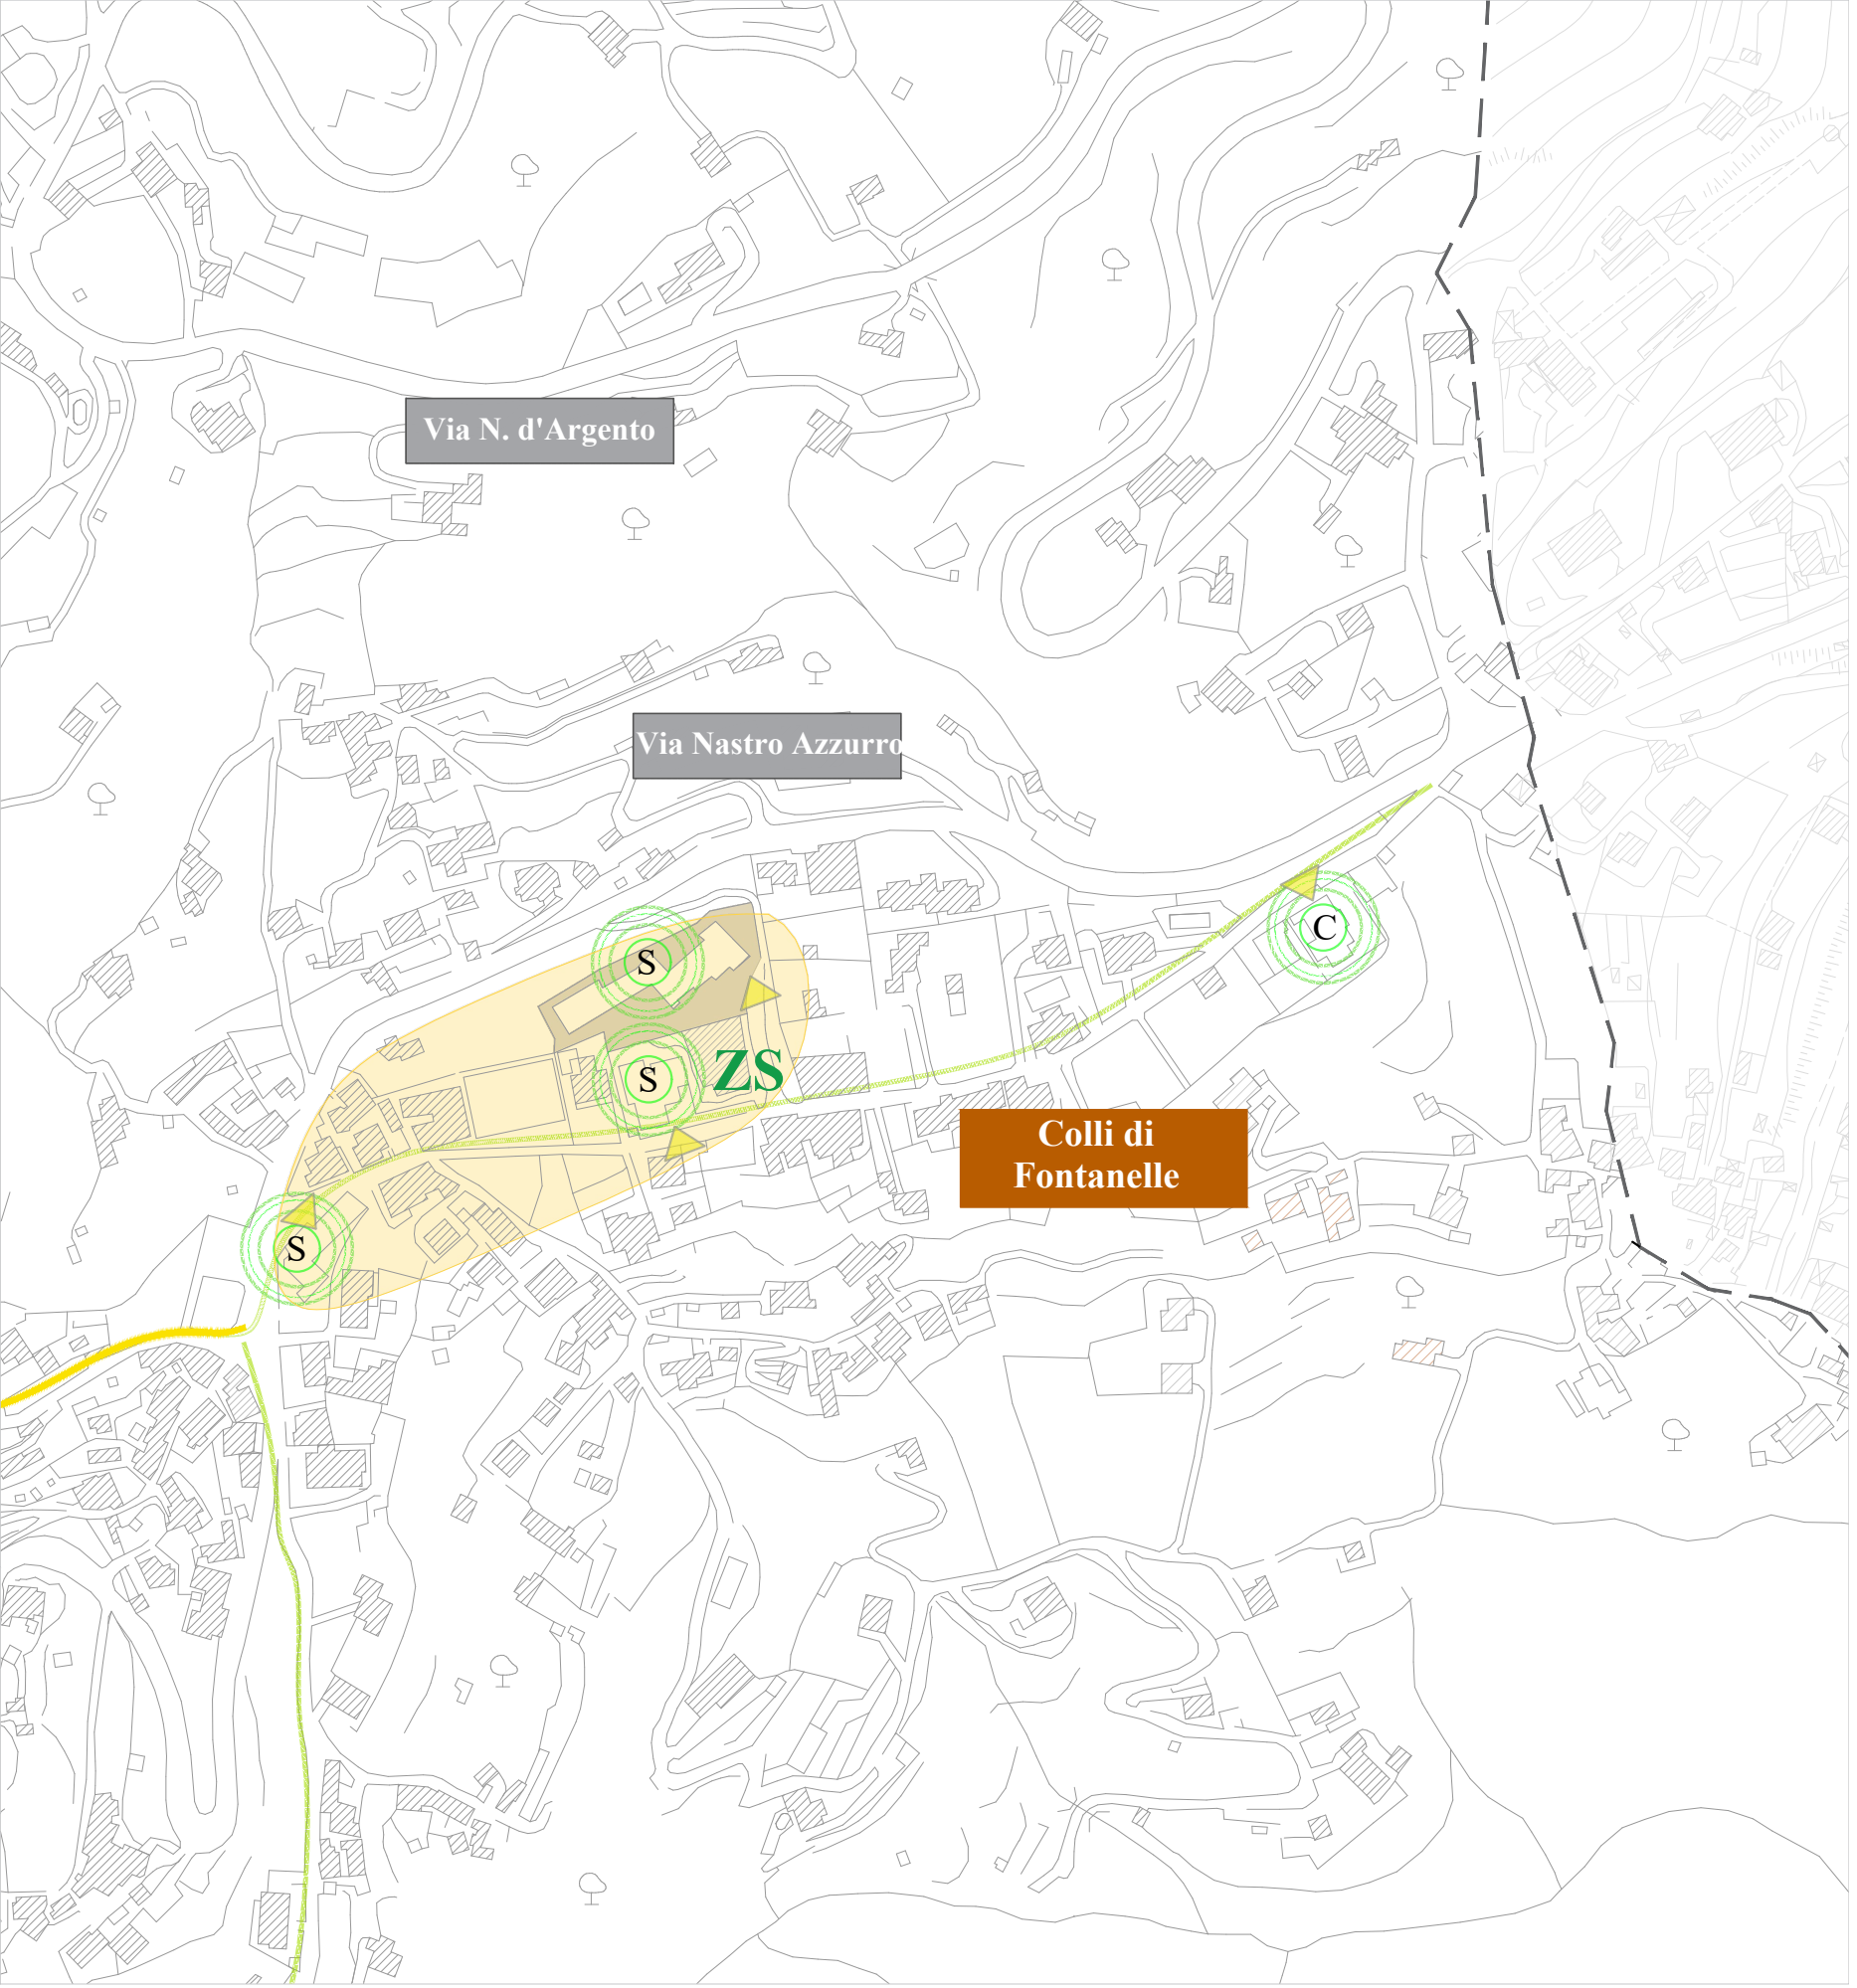 Via N. d'Argento
Via Nastro Azzurro
C
S
S
ZS
Colli di
Fontanelle
S